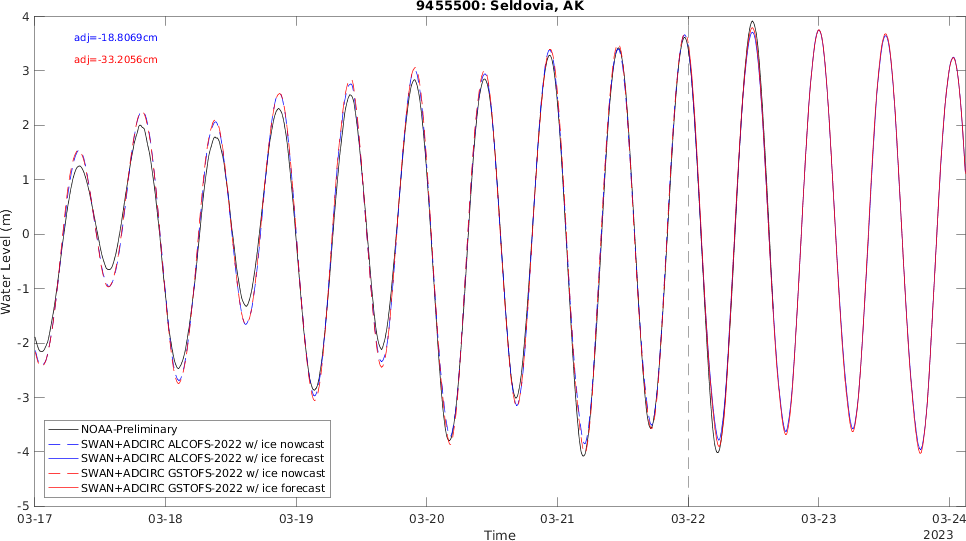 9455500: Seldovia, AK
adj=-18.8069cm
adj=-33.2056cm
Water Level (m)
4
3
2
1
0
-1
-2
-3
-4
-5
NOAA-Preliminary
SWAN+ADCIRC ALCOFS-2022 w/ ice nowcast
SWAN+ADCIRC ALCOFS-2022 w/ ice forecast
SWAN+ADCIRC GSTOFS-2022 w/ ice nowcast
SWAN+ADCIRC GSTOFS-2022 w/ ice forecast
03-17 03-18 03-19 03-20 03-21 03-22 03-23 03-24
Time
2023